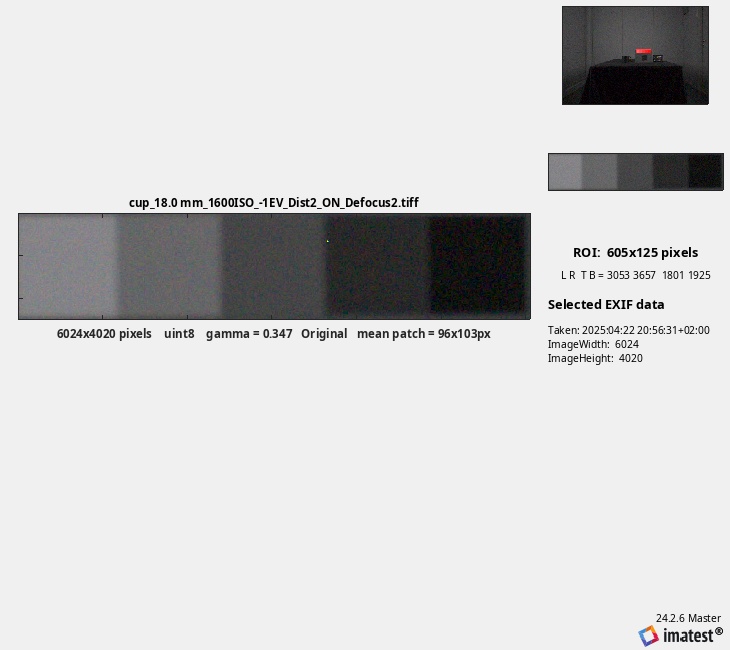 cup_18.0 mm_1600ISO_-1EV_Dist2_ON_Defocus2.tiff
6024x4020 pixels    uint8    gamma = 0.347   Original   mean patch = 96x103px
ROI:  605x125 pixels
L R  T B = 3053 3657  1801 1925
Selected EXIF data
Taken: 2025:04:22 20:56:31+02:00
ImageWidth:  6024
ImageHeight:  4020
24.2.6 Master
imatest®